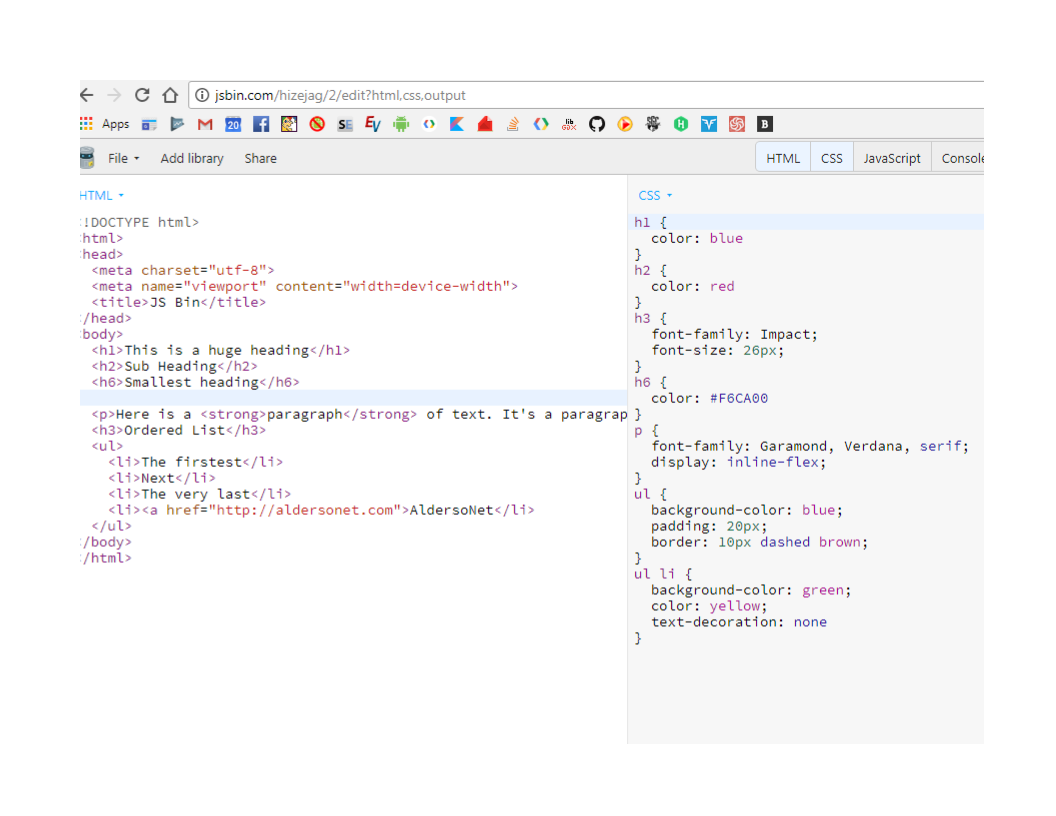 jsbin.com/hizejag/2/edit?html,css,output
Apps 20 SE EV lib GDX B
File Add library Share HTML CSS JavaScript Console
HTML
!DOCTYPE html>
html>
head>
<meta charset="utf-8">
<meta name="viewport" content="width=device-width">
<title>JS Bin</title>
/head>
body>
<h1>This is a huge heading</h1>
<h2>Sub Heading</h2>
<h6>Smallest heading</h6>
<p>Here is a <strong>paragraph</strong> of text. It's a paragrap
<h3>Ordered List</h3>
<ul>
<li>The firstest</li>
<li>Next</li>
<li>The very last</li>
<li><a href="http://aldersonet.com">AldersoNet</li>
</ul>
/body>
/html>
CSS
h1 {
color: blue
}
h2 {
color: red
}
h3 {
font-family: Impact;
font-size: 26px;
}
h6 {
color: #F6CA00
}
p {
font-family: Garamond, Verdana, serif;
display: inline-flex;
}
ul {
background-color: blue;
padding: 20px;
border: 10px dashed brown;
}
ul li {
background-color: green;
color: yellow;
text-decoration: none
}